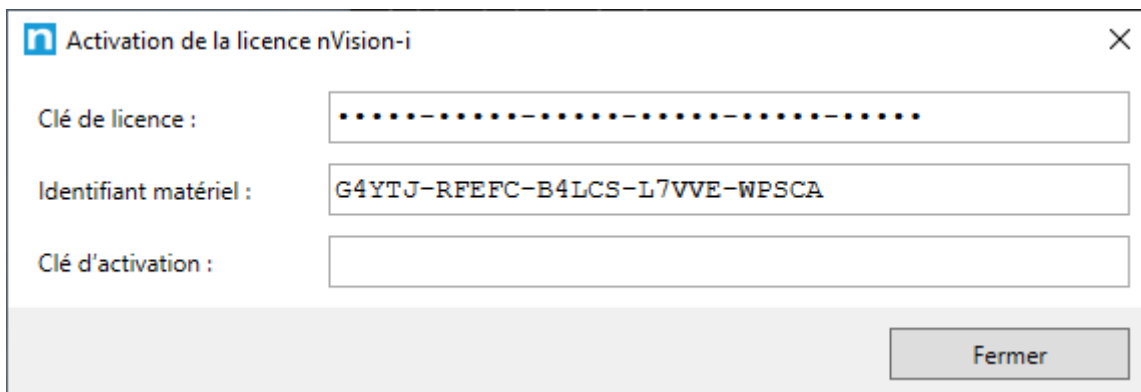 n Activation de la licence nVision-i
Clé de licence : •••••-•••••-•••••-•••••-•••••-•••••
Identifiant matériel : G4YTJ-RFEFC-B4LCS-L7VVE-WPSCA
Clé d'activation :
Fermer